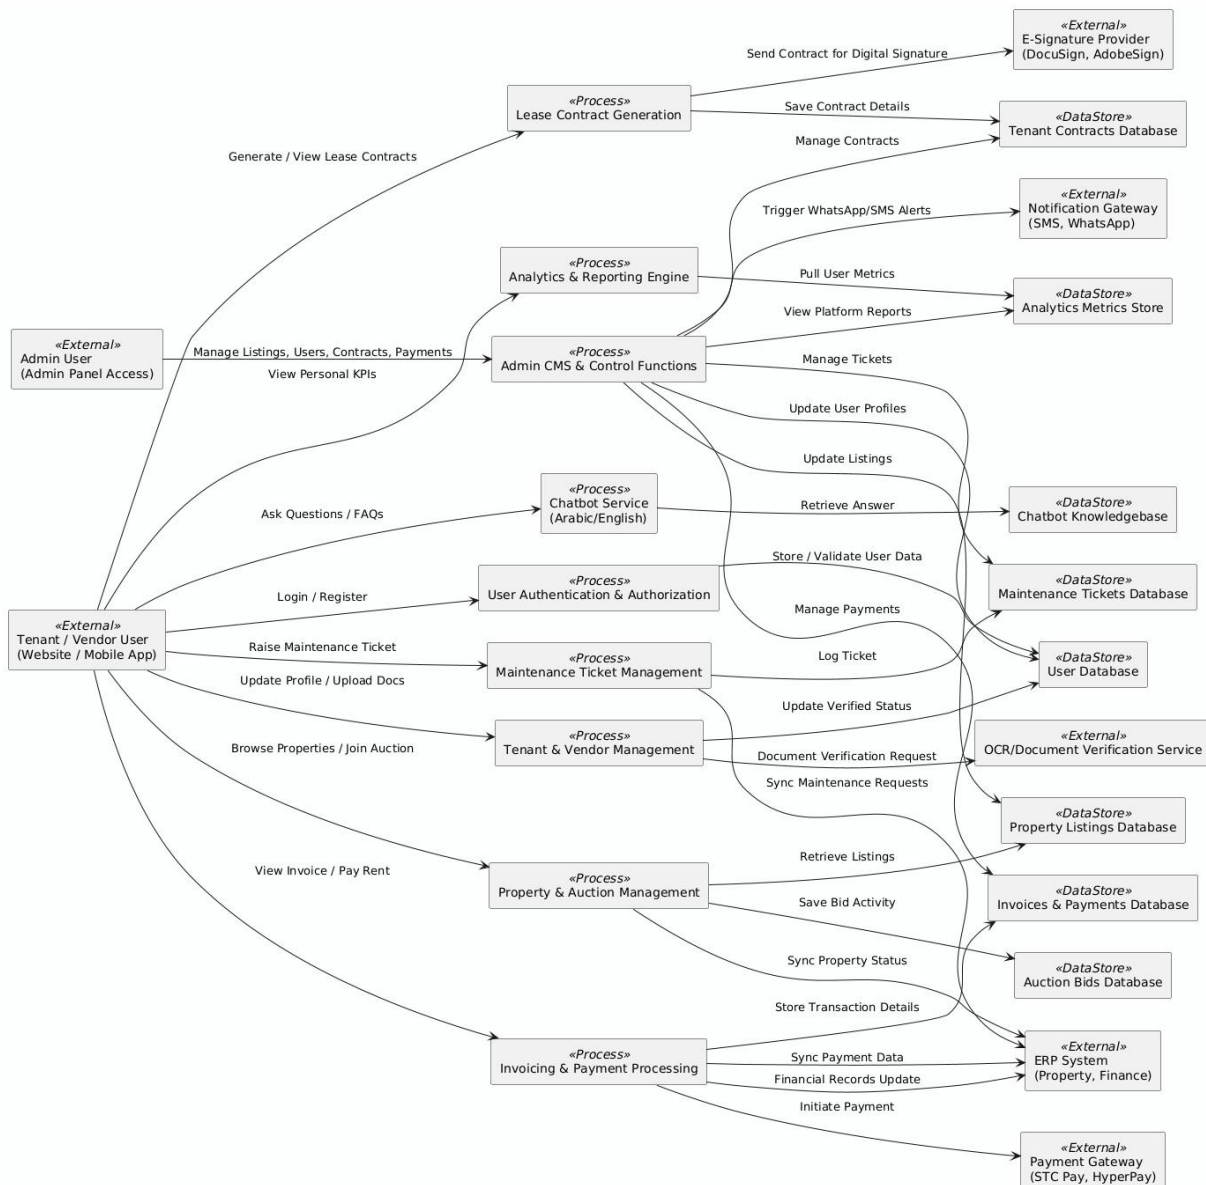 «External»
E-Signature Provider
(DocuSign, AdobeSign)
Send Contract for Digital Signature
«Process»
Lease Contract Generation
Save Contract Details
«DataStore»
Tenant Contracts Database
Manage Contracts
Generate / View Lease Contracts
«External»
Notification Gateway
(SMS, WhatsApp)
Trigger WhatsApp/SMS Alerts
«Process»
Analytics & Reporting Engine
Pull User Metrics
«DataStore»
Analytics Metrics Store
View Platform Reports
«External»
Admin User
(Admin Panel Access)
Manage Listings, Users, Contracts, Payments
View Personal KPIs
«Process»
Admin CMS & Control Functions
Manage Tickets
Update User Profiles
Update Listings
«Process»
Chatbot Service
(Arabic/English)
Ask Questions / FAQs
Retrieve Answer
«DataStore»
Chatbot Knowledgebase
Store / Validate User Data
«Process»
User Authentication & Authorization
Login / Register
«DataStore»
Maintenance Tickets Database
Manage Payments
«External»
Tenant / Vendor User
(Website / Mobile App)
Raise Maintenance Ticket
«Process»
Maintenance Ticket Management
Log Ticket
«DataStore»
User Database
Update Profile / Upload Docs
Update Verified Status
«Process»
Tenant & Vendor Management
Document Verification Request
«External»
OCR/Document Verification Service
Browse Properties / Join Auction
Sync Maintenance Requests
«DataStore»
Property Listings Database
Retrieve Listings
«Process»
Property & Auction Management
View Invoice / Pay Rent
Save Bid Activity
«DataStore»
Invoices & Payments Database
Sync Property Status
«DataStore»
Auction Bids Database
Store Transaction Details
«Process»
Invoicing & Payment Processing
Sync Payment Data
Financial Records Update
«External»
ERP System
(Property, Finance)
Initiate Payment
«External»
Payment Gateway
(STC Pay, HyperPay)